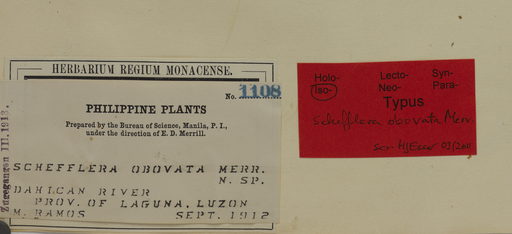 HERBARIUM REGIUM MONACENSE.
No. 1108
PHILIPPINE PLANTS
Prepared by the Bureau of Science, Manila, P. I.,
under the direction of E. D. Merrill.
SCHEFFLERA OBOVATA MERR.
N. SP.
DAHLCAN RIVER
PROV. OF LAGUNA, LUZON
M. RAMOS SEPT. 1912
Zugegangen III.
Holo- Lecto- Syn-
Iso- Neo- Para-
Typus
Schefflera obovata Merr.